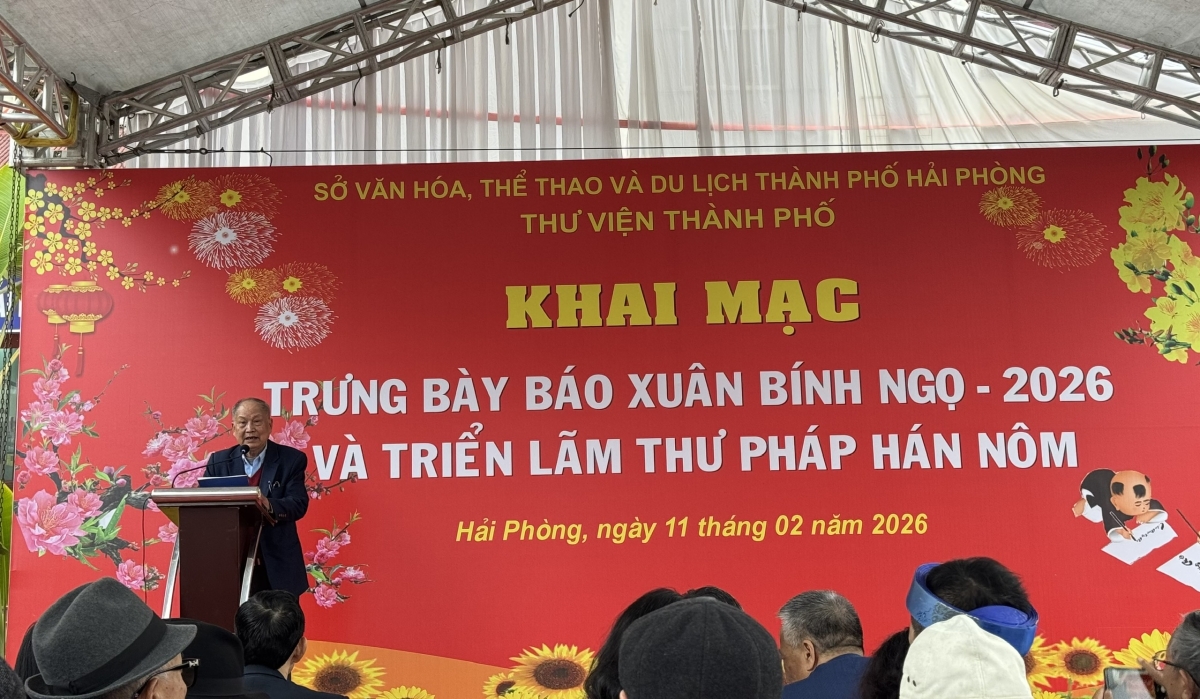 SỞ VĂN HÓA, THỂ THAO VÀ DU LỊCH THÀNH PHỐ HẢI PHÒNG
THƯ VIỆN THÀNH PHỐ
KHAI MẠC
TRƯNG BÀY BÁO XUÂN BÍNH NGỌ - 2026
VÀ TRIỂN LÃM THƯ PHÁP HÁN NÔM
Hải Phòng, ngày 11 tháng 02 năm 2026